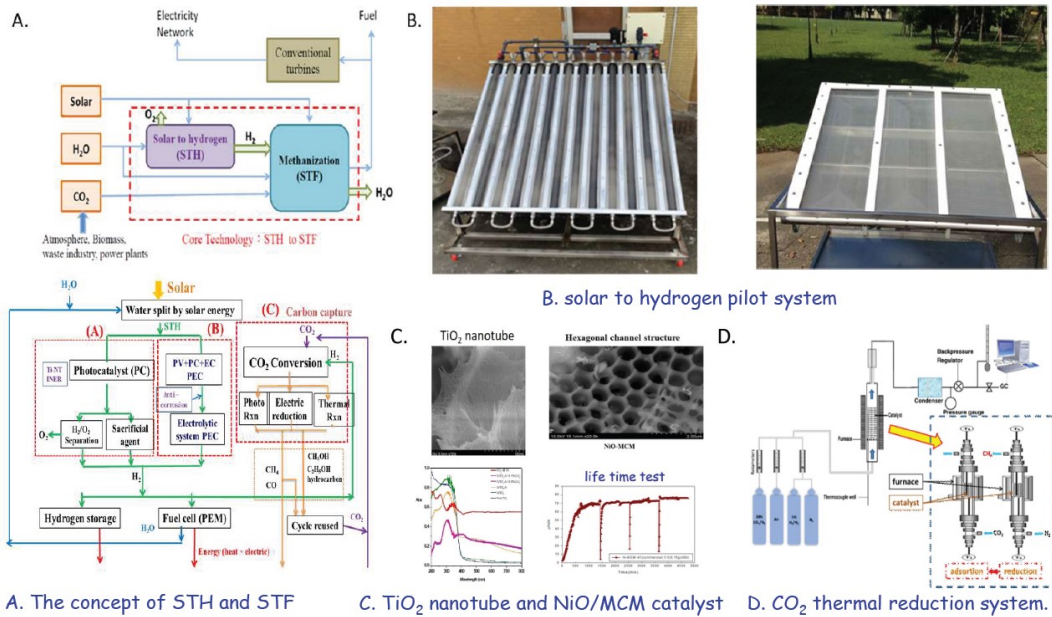 A.
Electricity
Network
Fuel
Conventional
turbines
Solar
O₂
Solar to hydrogen
(STH)
H₂
H₂O
Methanization
(STF)
CO₂
H₂O
Atmosphere, Biomass,
waste industry, power plants
Core Technology : STH to STF
H₂O
Solar
Water split by solar energy
STH
(A)
(B)
(C)
Carbon capture
CO₂
H₂
CO₂ Conversion
INER
Photocatalyst (PC)
PV+PC+EC
PEC
Anti-
corrosion
Photo
Rxn
Electric
reduction
Thermal
Rxn
O₂
H₂/O₂
Separation
Sacrificial
agent
Electrolytic
system PEC
H₂
CH₄
CO
CH₃OH
C₂H₅OH
hydrocarbon
Hydrogen storage
Fuel cell (PEM)
Cycle reused
CO₂
H₂O
Energy (heat + electric)
A. The concept of STH and STF
B.
B. solar to hydrogen pilot system
C.
TiO₂ nanotube
Hexagonal channel structure
NiO-MCM
life time test
Wavelength (nm)
C. TiO₂ nanotube and NiO/MCM catalyst
D.
Backpressure
Regulator
GC
Condenser
Pressure gauge
Catalyst
Furnace
Thermocouple well
furnace
catalyst
CH₄
CO₂
N₂
adsortion
reduction
D. CO₂ thermal reduction system.